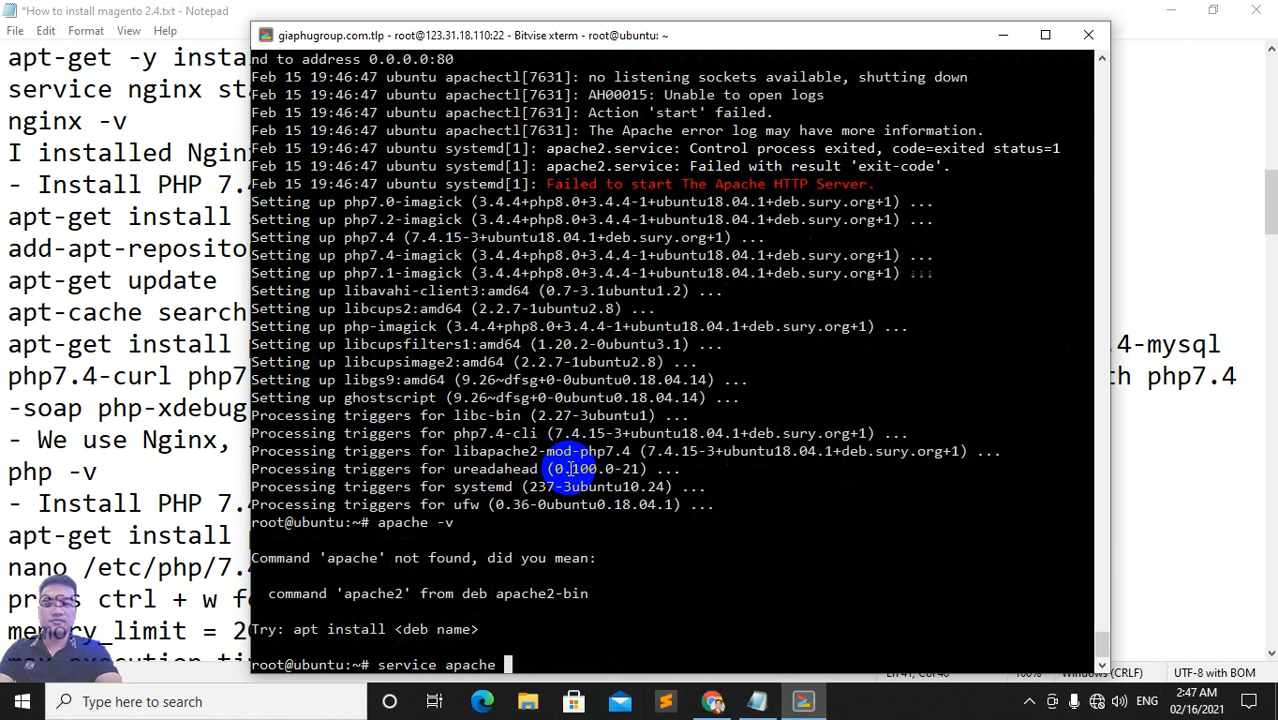 *How to install magento 2.4.txt - Notepad
File Edit Format View Help
apt-get -y instal
service nginx sta
nginx -v
I installed Nginx
- Install PHP 7.4
apt-get install
add-apt-repositor
apt-get update
apt-cache search
apt-get install p
.4-mysql
php7.4-curl php7
th php7.4
-soap php-xdebug
- We use Nginx,
php -v
- Install PHP
apt-get install p
nano /etc/php/7.4
press ctrl + w fo
memory_limit = 2
giaphugroup.com.tlp - root@123.31.18.110:22 - Bitvise xterm - root@ubuntu: ~
nd to address 0.0.0.0:80
Feb 15 19:46:47 ubuntu apachectl[7631]: no listening sockets available, shutting down
Feb 15 19:46:47 ubuntu apachectl[7631]: AH00015: Unable to open logs
Feb 15 19:46:47 ubuntu apachectl[7631]: Action 'start' failed.
Feb 15 19:46:47 ubuntu apachectl[7631]: The Apache error log may have more information.
Feb 15 19:46:47 ubuntu systemd[1]: apache2.service: Control process exited, code=exited status=1
Feb 15 19:46:47 ubuntu systemd[1]: apache2.service: Failed with result 'exit-code'.
Feb 15 19:46:47 ubuntu systemd[1]: Failed to start The Apache HTTP Server.
Setting up php7.0-imagick (3.4.4+php8.0+3.4.4-1+ubuntu18.04.1+deb.sury.org+1) ...
Setting up php7.2-imagick (3.4.4+php8.0+3.4.4-1+ubuntu18.04.1+deb.sury.org+1) ...
Setting up php7.4 (7.4.15-3+ubuntu18.04.1+deb.sury.org+1) ...
Setting up php7.4-imagick (3.4.4+php8.0+3.4.4-1+ubuntu18.04.1+deb.sury.org+1) ...
Setting up php7.1-imagick (3.4.4+php8.0+3.4.4-1+ubuntu18.04.1+deb.sury.org+1) ...
Setting up libavahi-client3:amd64 (0.7-3.1ubuntu1.2) ...
Setting up libcups2:amd64 (2.2.7-1ubuntu2.8) ...
Setting up php-imagick (3.4.4+php8.0+3.4.4-1+ubuntu18.04.1+deb.sury.org+1) ...
Setting up libcupsfilters1:amd64 (1.20.2-0ubuntu3.1) ...
Setting up libcupsimage2:amd64 (2.2.7-1ubuntu2.8) ...
Setting up libgs9:amd64 (9.26~dfsg+0-0ubuntu0.18.04.14) ...
Setting up ghostscript (9.26~dfsg+0-0ubuntu0.18.04.14) ...
Processing triggers for libc-bin (2.27-3ubuntu1) ...
Processing triggers for php7.4-cli (7.4.15-3+ubuntu18.04.1+deb.sury.org+1) ...
Processing triggers for libapache2-mod-php7.4 (7.4.15-3+ubuntu18.04.1+deb.sury.org+1) ...
Processing triggers for ureadahead (0.100.0-21) ...
Processing triggers for systemd (237-3ubuntu10.24) ...
Processing triggers for ufw (0.36-0ubuntu0.18.04.1) ...
root@ubuntu:~# apache -v
Command 'apache' not found, did you mean:
command 'apache2' from deb apache2-bin
Try: apt install <deb name>
root@ubuntu:~# service apache
UTF-8 with BOM
Type here to search
ENG
2:47 AM
02/16/2021